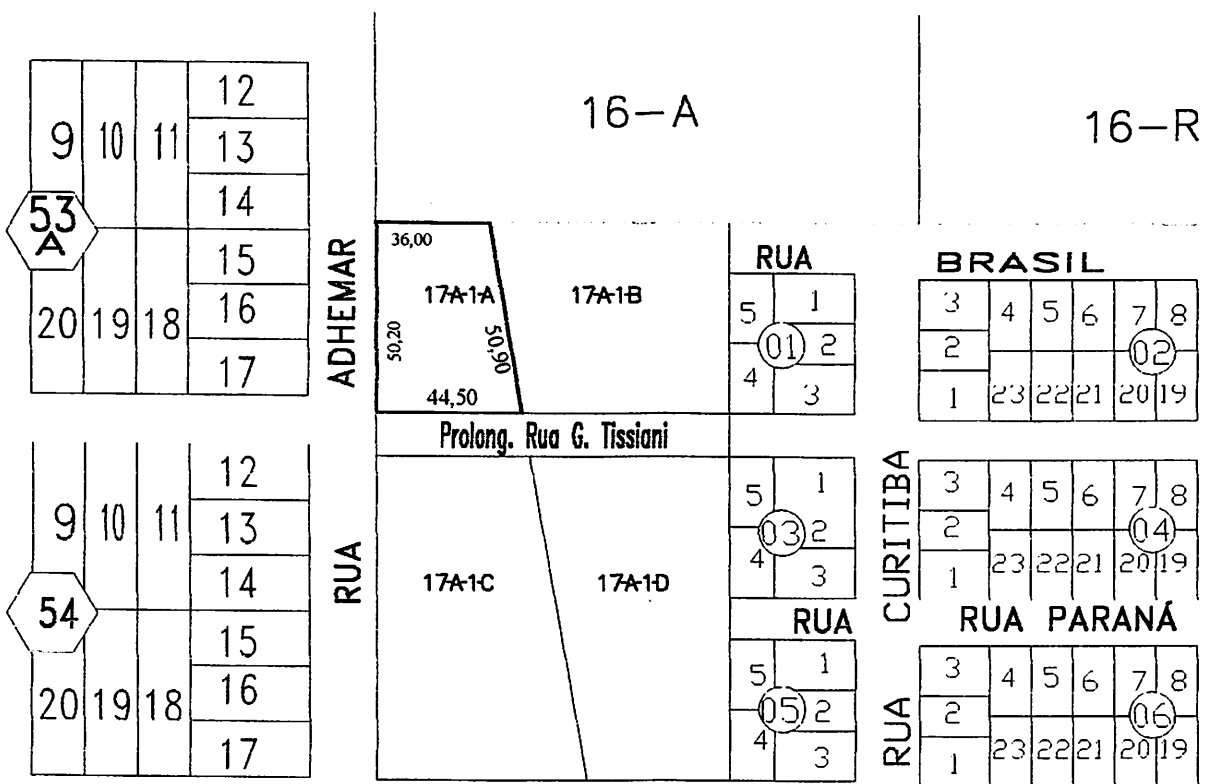 16-A
16-R
12
9 10 11 13
53
A
14
15
20 19 18 16
17
RUA ADHEMAR
36,00
17-A-1-A
50,20
50,90
44,50
17-A-1-B
Prolong. Rua G. Tissiani
RUA BRASIL
5 1
01 2
4 3
3 4 5 6 7 8
2 02
1 23 22 21 20 19
12
9 10 11 13
14
54
15
20 19 18 16
17
17-A-1-C
17-A-1-D
5 1
03 2
4 3
RUA CURITIBA
3 4 5 6 7 8
2 04
1 23 22 21 20 19
RUA
RUA PARANÁ
5 1
05 2
4 3
3 4 5 6 7 8
2 06
1 23 22 21 20 19